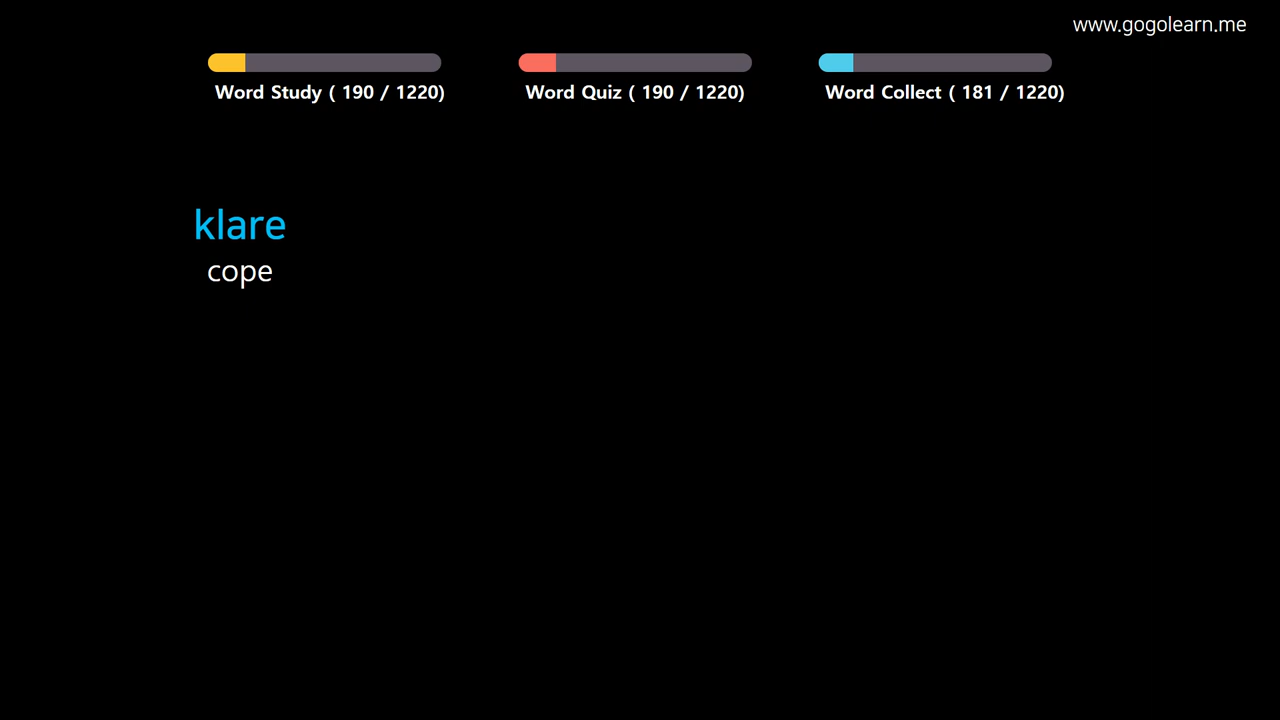 www.gogolearn.me
Word Study ( 190 / 1220)
Word Quiz ( 190 / 1220)
Word Collect ( 181 / 1220)
klare
cope